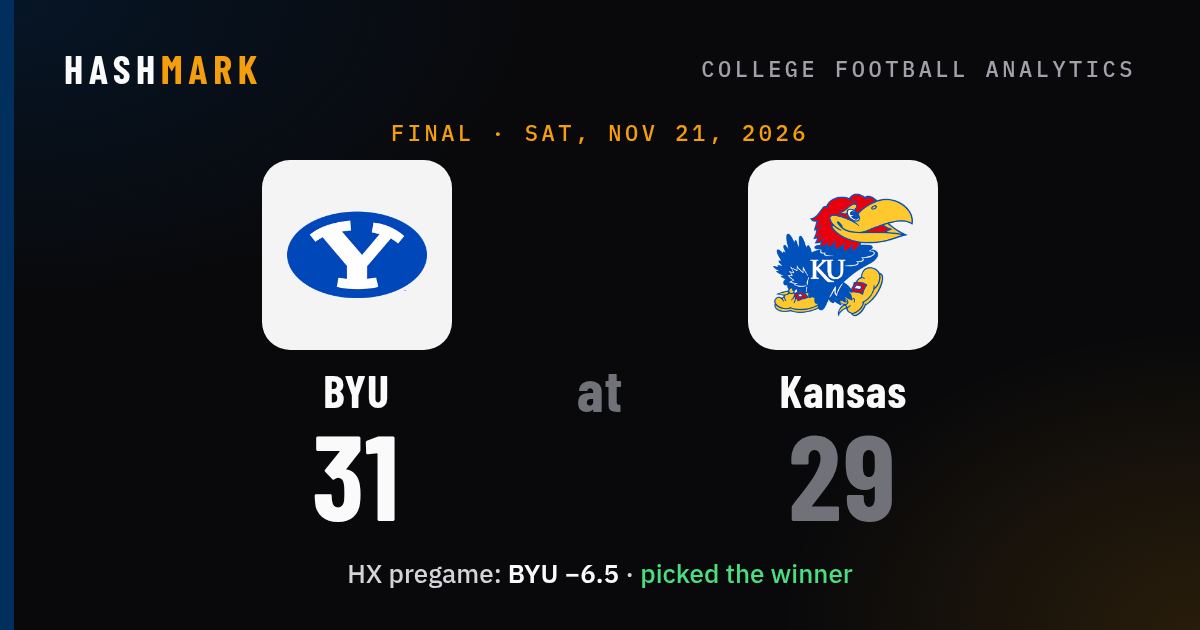 HASHMARK
COLLEGE FOOTBALL ANALYTICS
FINAL · SAT, NOV 21, 2026
Y
KU
BYU
at
Kansas
31
29
HX pregame: BYU −6.5 · picked the winner